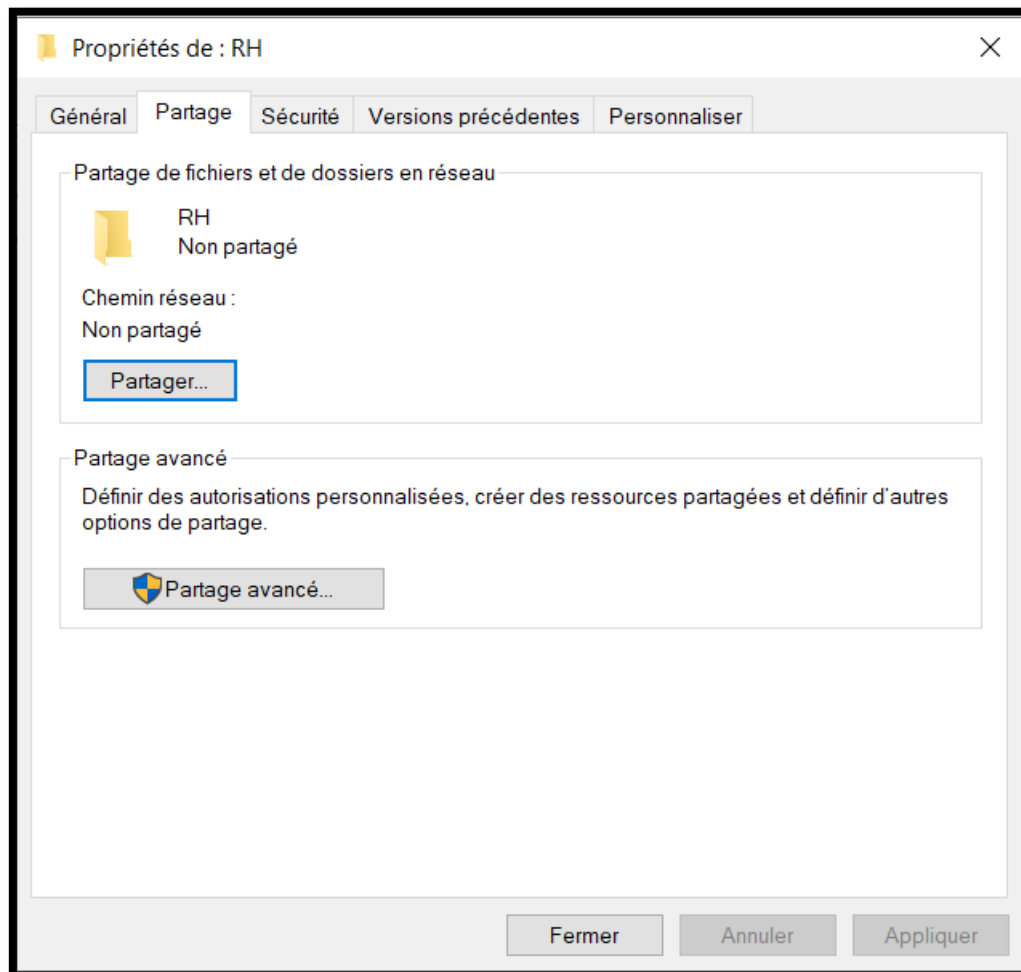 Propriétés de : RH
Général Partage Sécurité Versions précédentes Personnaliser
Partage de fichiers et de dossiers en réseau
RH
Non partagé
Chemin réseau :
Non partagé
Partager...
Partage avancé
Définir des autorisations personnalisées, créer des ressources partagées et définir d'autres
options de partage.
Partage avancé...
Fermer Annuler Appliquer